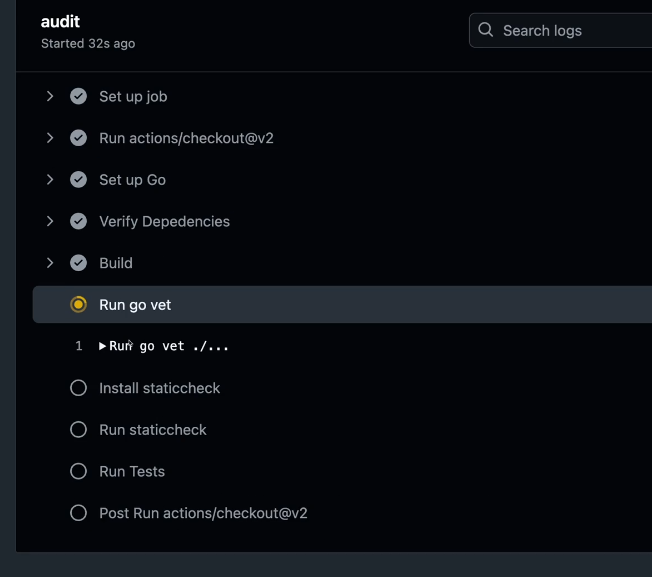 audit
Started 32s ago
Search logs
Set up job
Run actions/checkout@v2
Set up Go
Verify Depedencies
Build
Run go vet
1 ▶Run go vet ./...
Install staticcheck
Run staticcheck
Run Tests
Post Run actions/checkout@v2